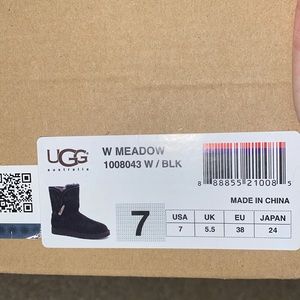 UGG
australia
W MEADOW
1008043 W / BLK
8 88855 21008 5
7
USA UK EU JAPAN
7 5.5 38 24
MADE IN CHINA